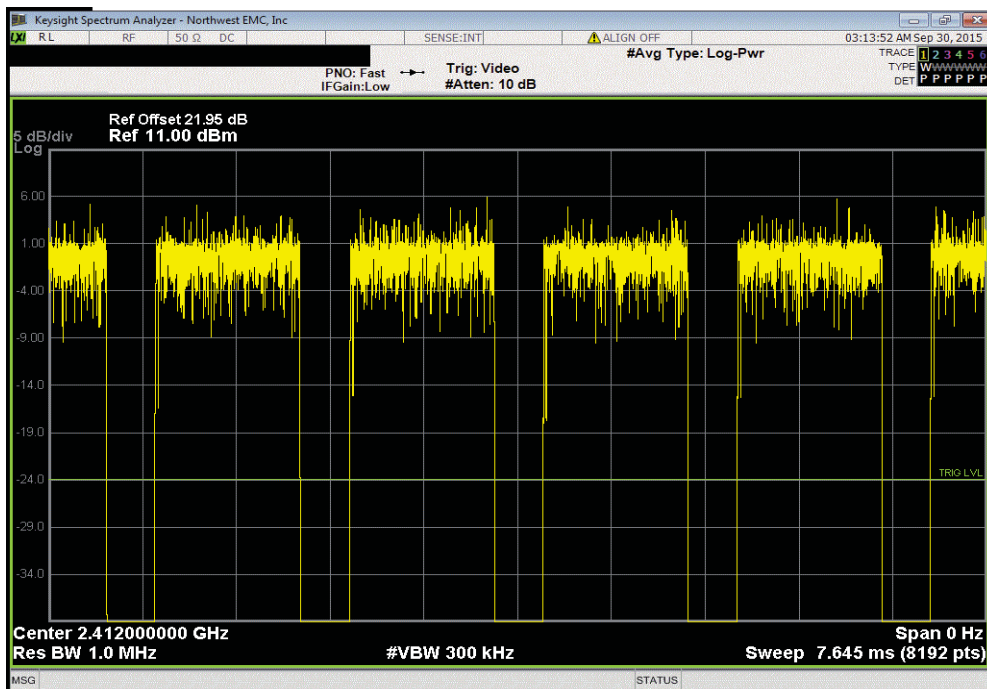 Keysight Spectrum Analyzer - Northwest EMC, Inc
LXI RL RF 50 Ω DC SENSE:INT ALIGN OFF 03:13:52 AM Sep 30, 2015
#Avg Type: Log-Pwr
TRACE 1 2 3 4 5 6
PNO: Fast Trig: Video TYPE WWWWWW
IFGain:Low #Atten: 10 dB DET P P P P P P
Ref Offset 21.95 dB
5 dB/div Ref 11.00 dBm
Log
6.00
1.00
-4.00
-9.00
-14.0
-19.0
-24.0 TRIG LVL
-29.0
-34.0
Center 2.412000000 GHz Span 0 Hz
Res BW 1.0 MHz #VBW 300 kHz Sweep 7.645 ms (8192 pts)
MSG STATUS